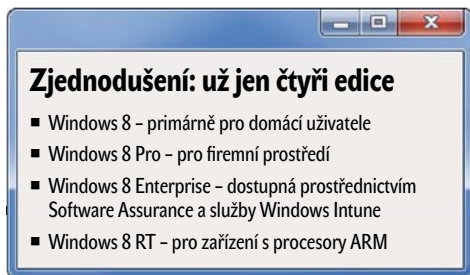 Zjednodušení: už jen čtyři edice
▪ Windows 8 – primárně pro domácí uživatele
▪ Windows 8 Pro – pro firemní prostředí
▪ Windows 8 Enterprise – dostupná prostřednictvím
Software Assurance a služby Windows Intune
▪ Windows 8 RT – pro zařízení s procesory ARM